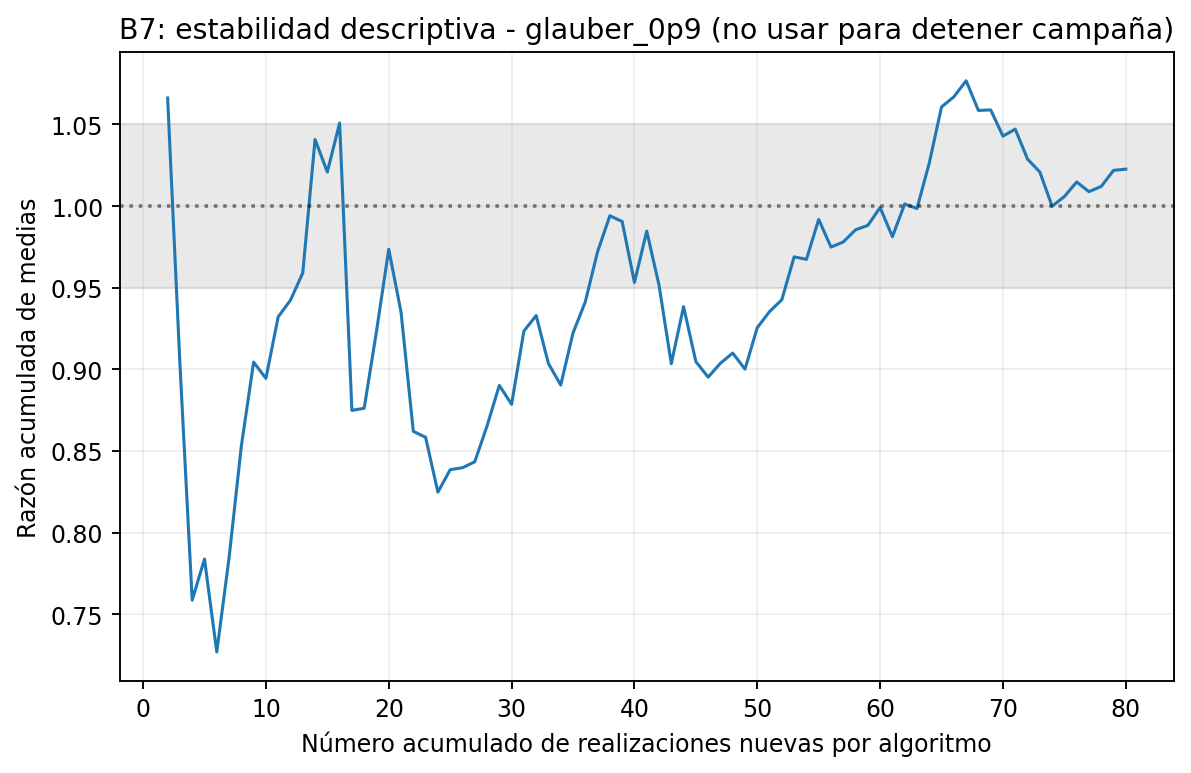 B7: estabilidad descriptiva - glauber_0p9 (no usar para detener campaña)
Razón acumulada de medias
1.05
1.00
0.95
0.90
0.85
0.80
0.75
0 10 20 30 40 50 60 70 80
Número acumulado de realizaciones nuevas por algoritmo